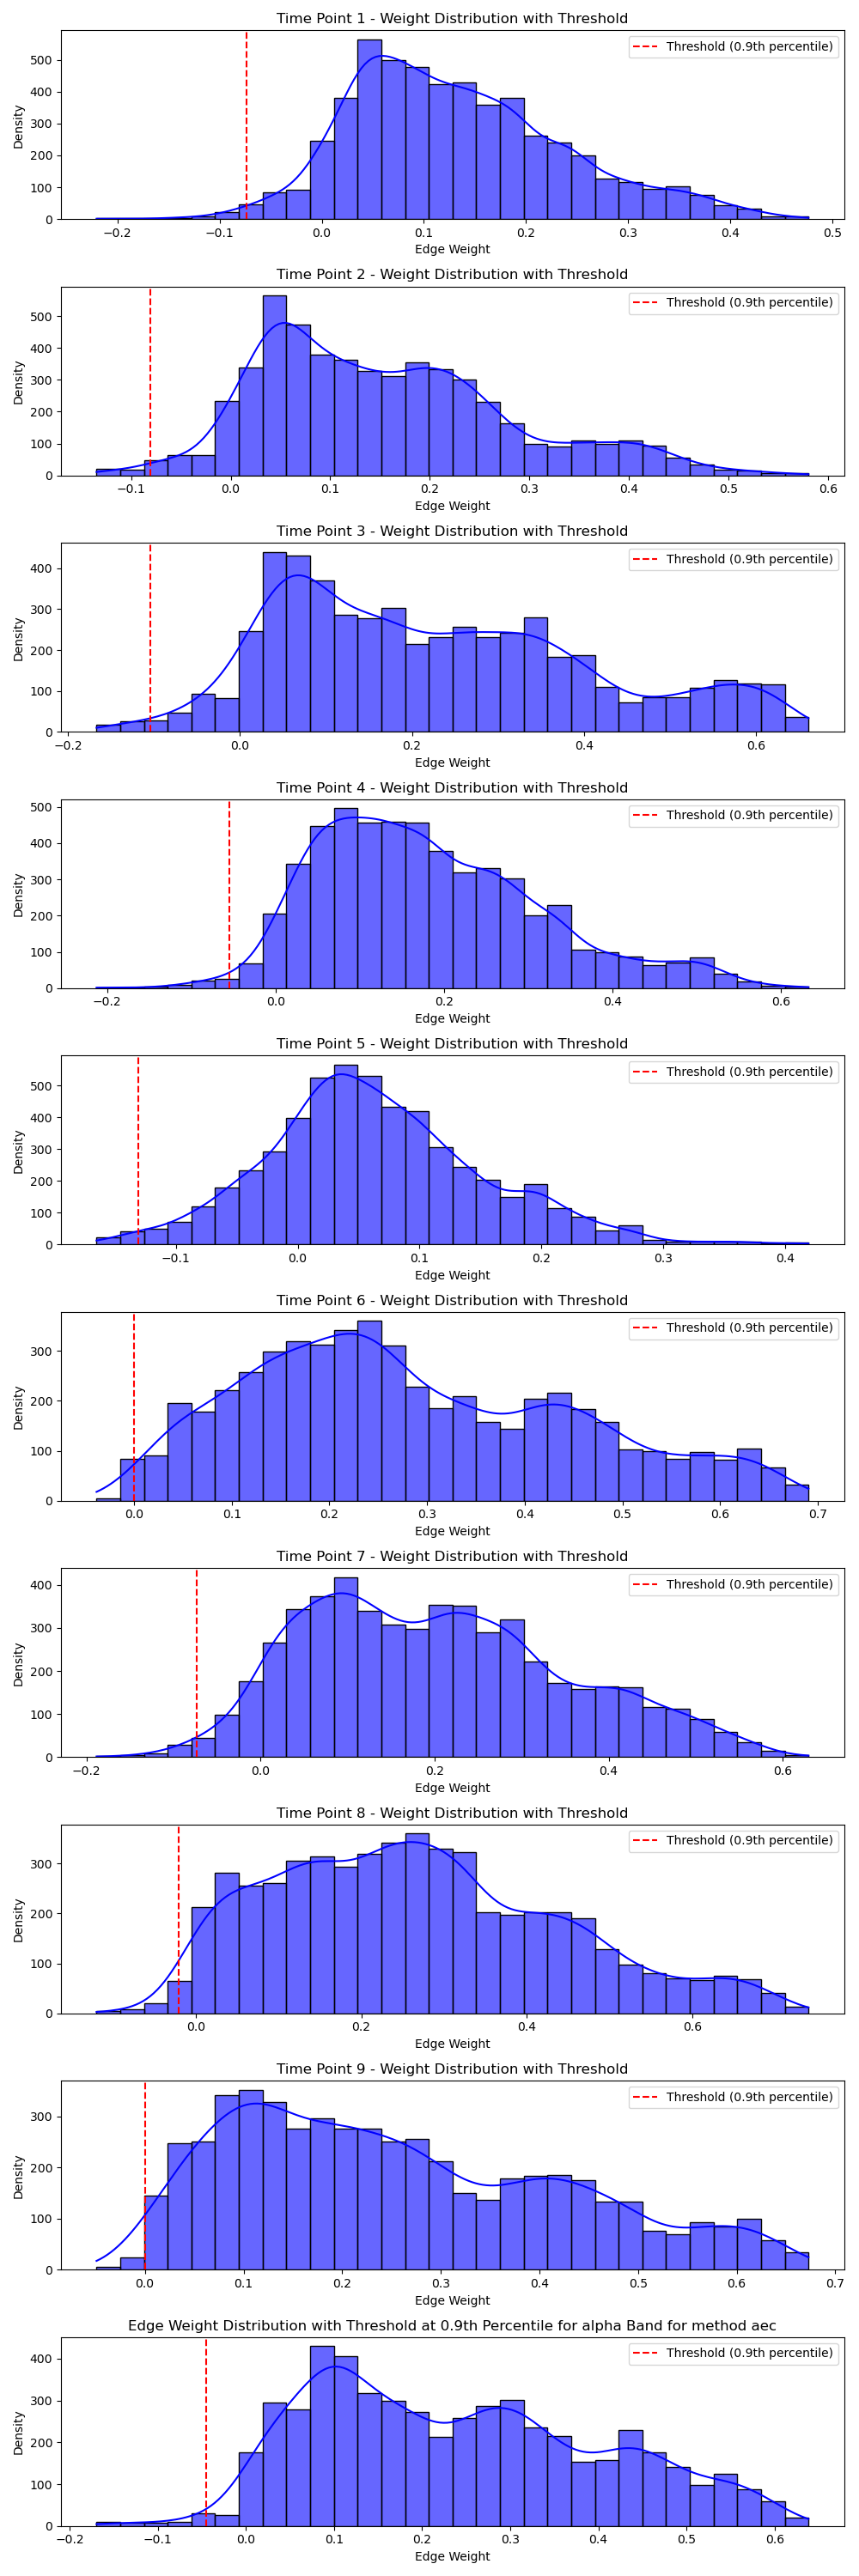 Time Point 1 - Weight Distribution with Threshold
Threshold (0.9th percentile)
Density
500
400
300
200
100
0
−0.2 −0.1 0.0 0.1 0.2 0.3 0.4 0.5
Edge Weight
Time Point 2 - Weight Distribution with Threshold
Threshold (0.9th percentile)
Density
500
400
300
200
100
0
−0.1 0.0 0.1 0.2 0.3 0.4 0.5 0.6
Edge Weight
Time Point 3 - Weight Distribution with Threshold
Threshold (0.9th percentile)
Density
400
300
200
100
0
−0.2 0.0 0.2 0.4 0.6
Edge Weight
Time Point 4 - Weight Distribution with Threshold
Threshold (0.9th percentile)
Density
500
400
300
200
100
0
−0.2 0.0 0.2 0.4 0.6
Edge Weight
Time Point 5 - Weight Distribution with Threshold
Threshold (0.9th percentile)
Density
500
400
300
200
100
0
−0.1 0.0 0.1 0.2 0.3 0.4
Edge Weight
Time Point 6 - Weight Distribution with Threshold
Threshold (0.9th percentile)
Density
300
200
100
0
0.0 0.1 0.2 0.3 0.4 0.5 0.6 0.7
Edge Weight
Time Point 7 - Weight Distribution with Threshold
Threshold (0.9th percentile)
Density
400
300
200
100
0
−0.2 0.0 0.2 0.4 0.6
Edge Weight
Time Point 8 - Weight Distribution with Threshold
Threshold (0.9th percentile)
Density
300
200
100
0
0.0 0.2 0.4 0.6
Edge Weight
Time Point 9 - Weight Distribution with Threshold
Threshold (0.9th percentile)
Density
300
200
100
0
0.0 0.1 0.2 0.3 0.4 0.5 0.6 0.7
Edge Weight
Edge Weight Distribution with Threshold at 0.9th Percentile for alpha Band for method aec
Threshold (0.9th percentile)
Density
400
300
200
100
0
−0.2 −0.1 0.0 0.1 0.2 0.3 0.4 0.5 0.6
Edge Weight